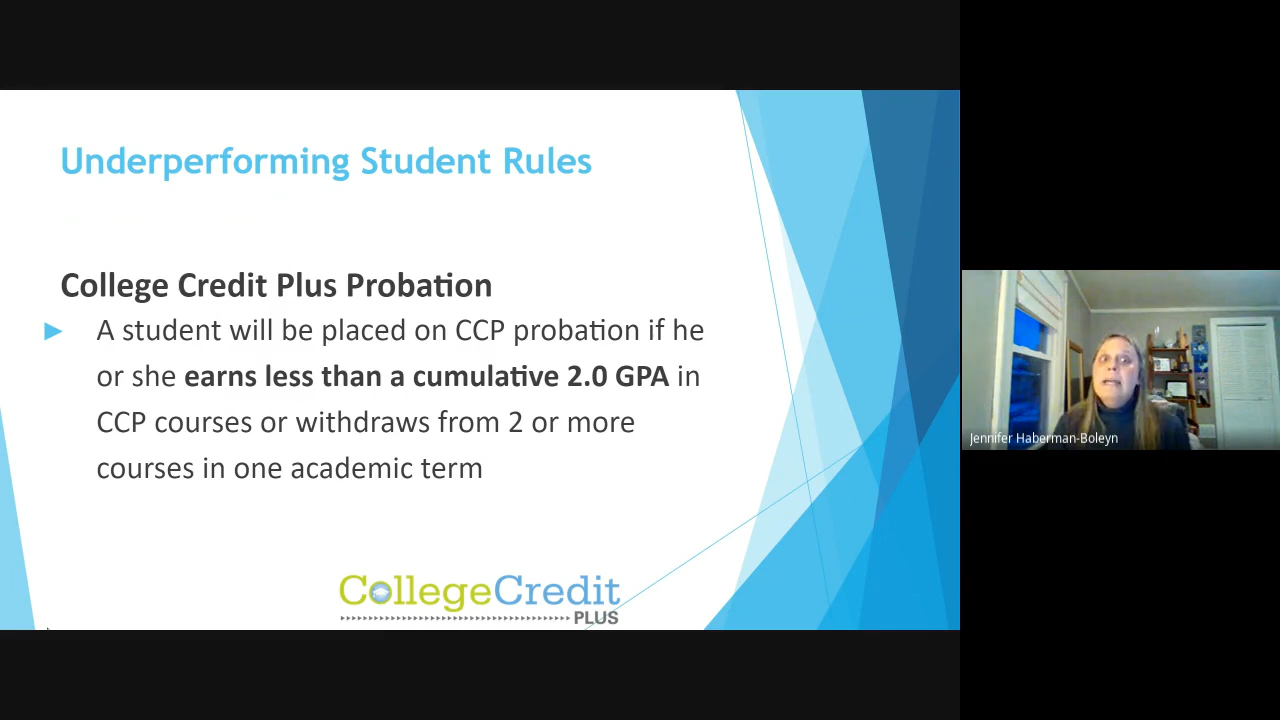 Underperforming Student Rules
College Credit Plus Probation
A student will be placed on CCP probation if he
or she earns less than a cumulative 2.0 GPA in
CCP courses or withdraws from 2 or more
courses in one academic term
CollegeCredit
PLUS
Jennifer Haberman-Boleyn